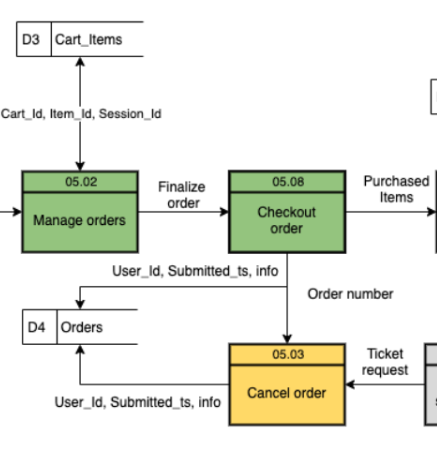 D3 Cart_Items
Cart_Id, Item_Id, Session_Id
05.02
Manage orders
Finalize
order
05.08
Checkout
order
Purchased
Items
User_Id, Submitted_ts, info
Order number
D4 Orders
05.03
Cancel order
Ticket
request
User_Id, Submitted_ts, info